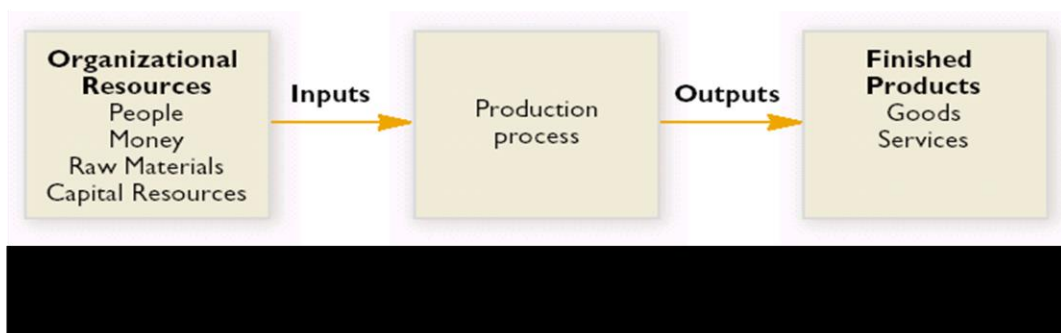 Organizational
Resources
People
Money
Raw Materials
Capital Resources
Inputs
Production
process
Outputs
Finished
Products
Goods
Services